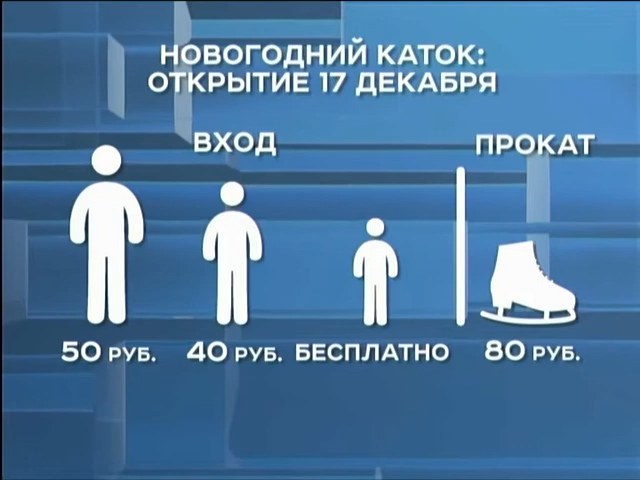 НОВОГОДНИЙ КАТОК:
ОТКРЫТИЕ 17 ДЕКАБРЯ
ВХОД
ПРОКАТ
50 РУБ.
40 РУБ.
БЕСПЛАТНО
80 РУБ.